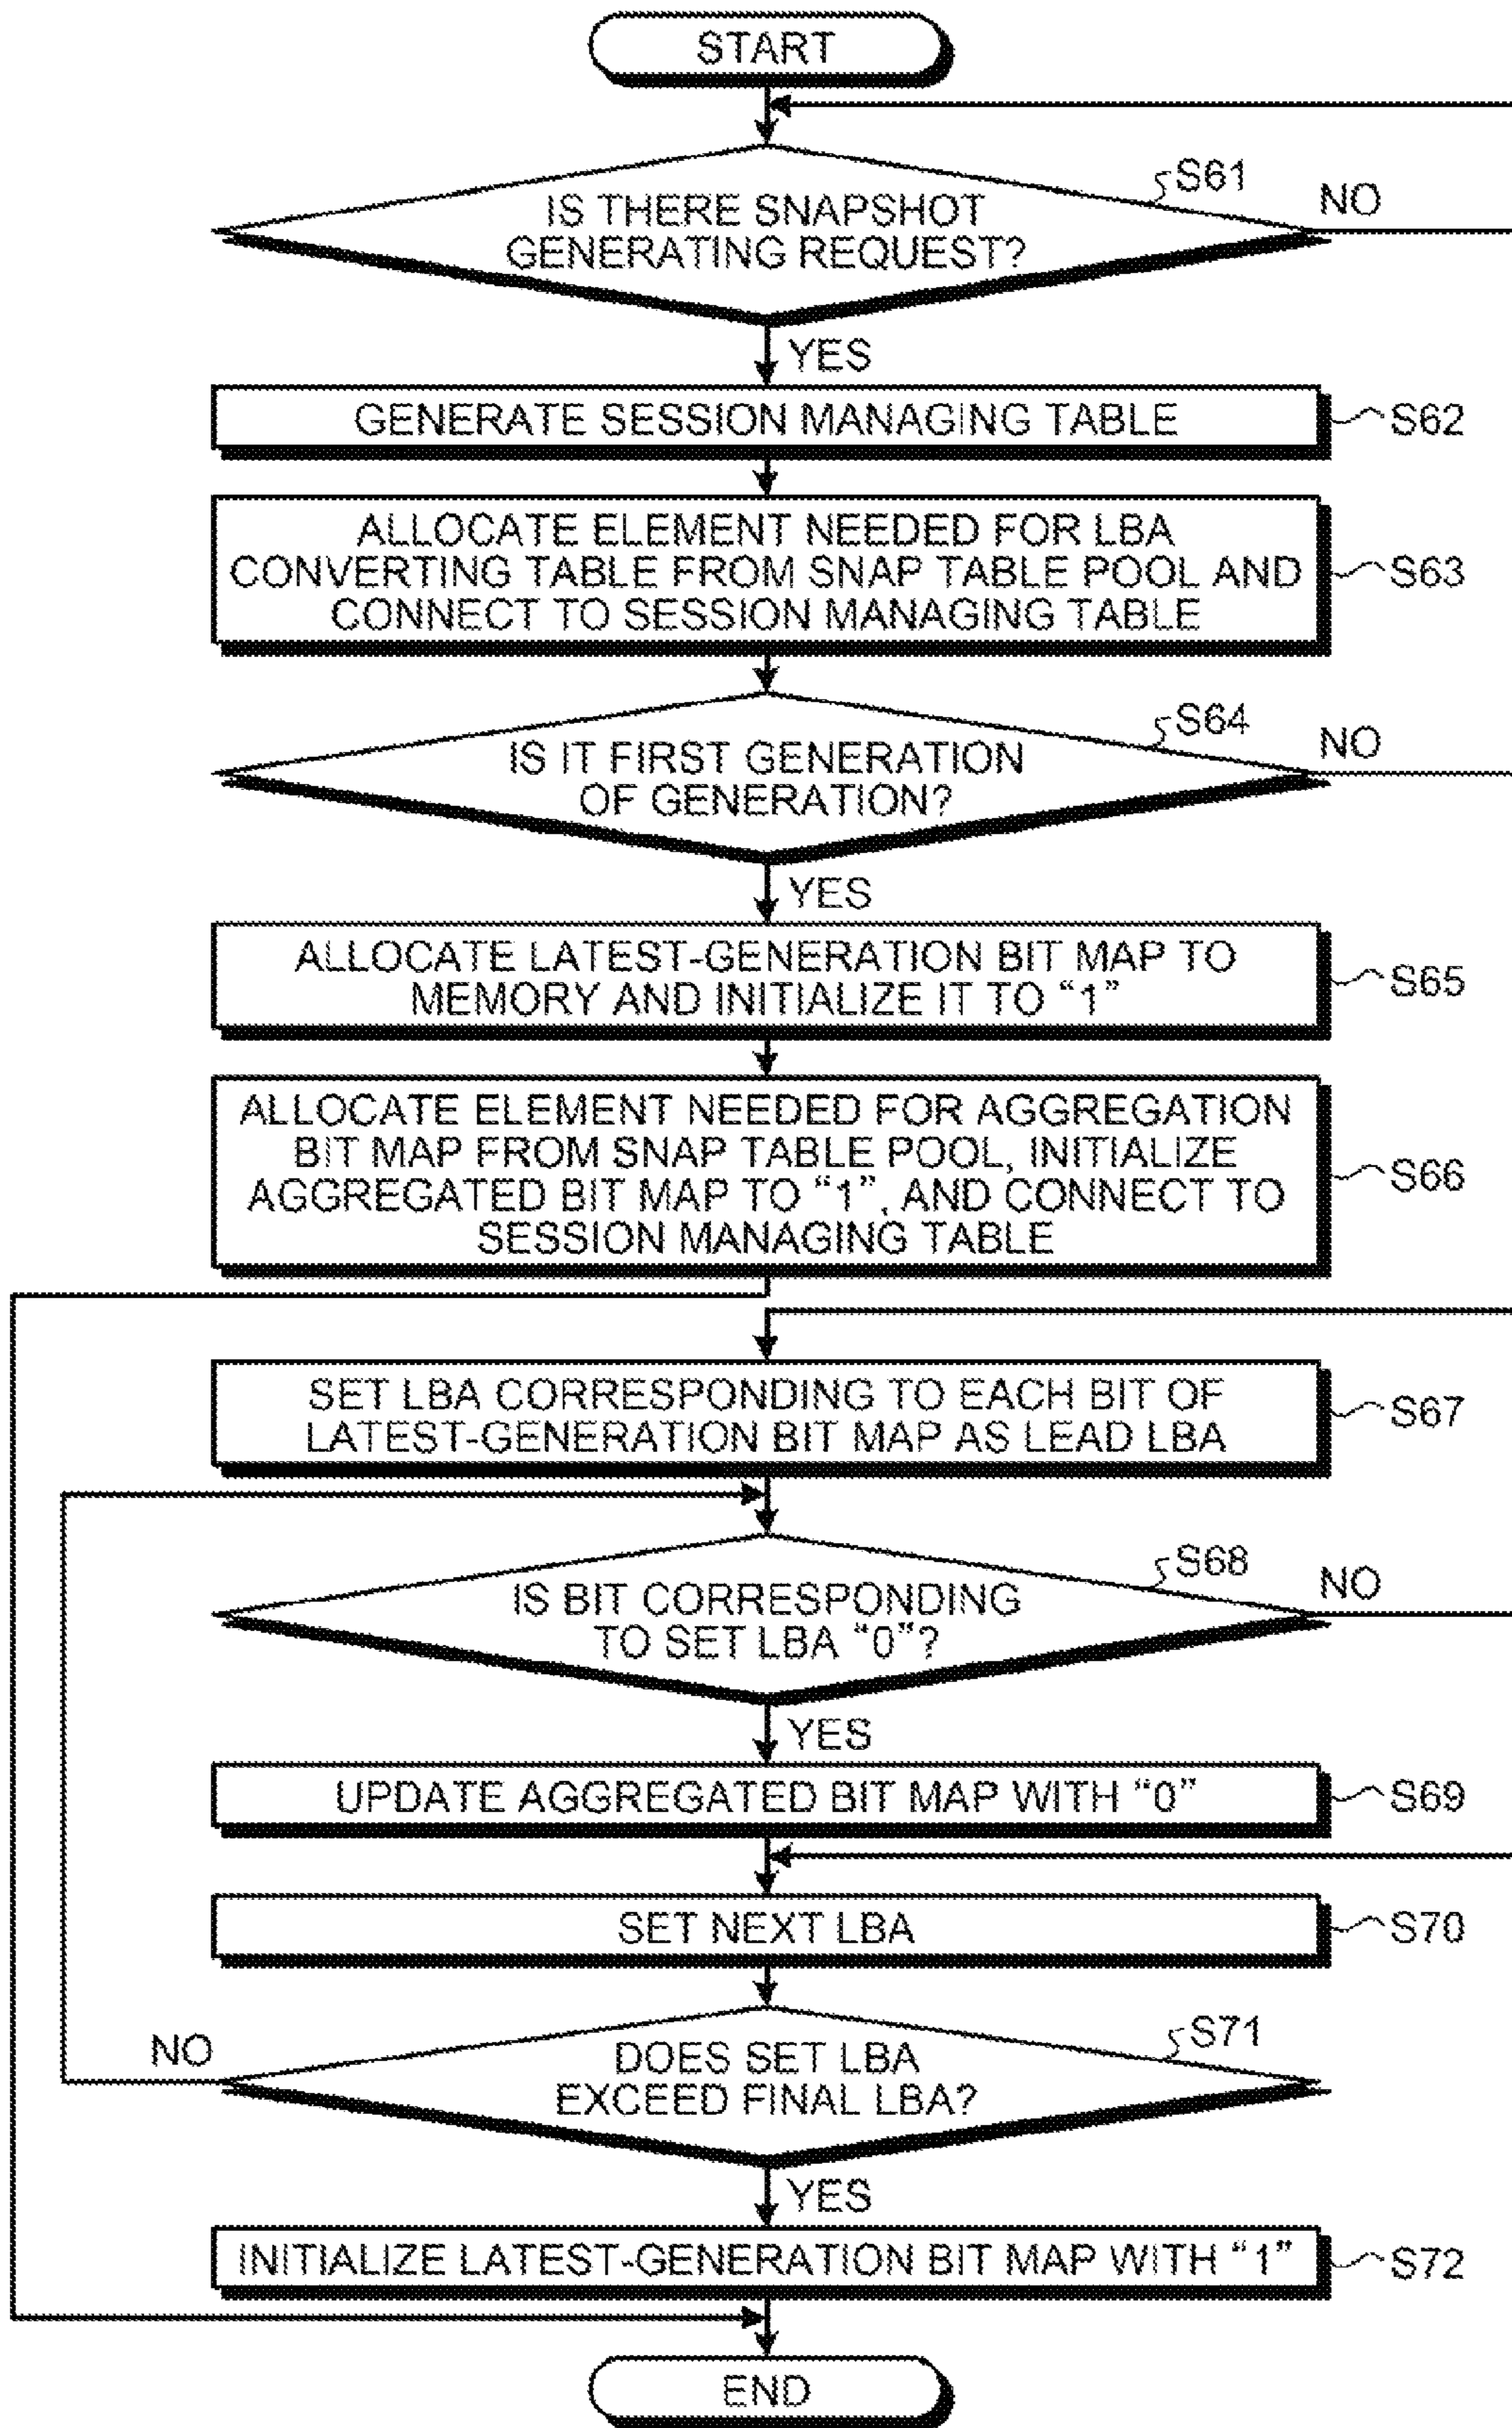 START
S61
NO
IS THERE SNAPSHOT
GENERATING REQUEST?
YES
GENERATE SESSION MANAGING TABLE
S62
ALLOCATE ELEMENT NEEDED FOR LBA
CONVERTING TABLE FROM SNAP TABLE POOL AND
CONNECT TO SESSION MANAGING TABLE
S63
S64
NO
IS IT FIRST GENERATION
OF GENERATION?
YES
ALLOCATE LATEST-GENERATION BIT MAP TO
MEMORY AND INITIALIZE IT TO “1”
S65
ALLOCATE ELEMENT NEEDED FOR AGGREGATION
BIT MAP FROM SNAP TABLE POOL, INITIALIZE
AGGREGATED BIT MAP TO “1”, AND CONNECT TO
SESSION MANAGING TABLE
S66
SET LBA CORRESPONDING TO EACH BIT OF
LATEST-GENERATION BIT MAP AS LEAD LBA
S67
S68
NO
IS BIT CORRESPONDING
TO SET LBA “0”?
YES
UPDATE AGGREGATED BIT MAP WITH “0”
S69
SET NEXT LBA
S70
S71
NO
DOES SET LBA
EXCEED FINAL LBA?
YES
INITIALIZE LATEST-GENERATION BIT MAP WITH “1”
S72
END